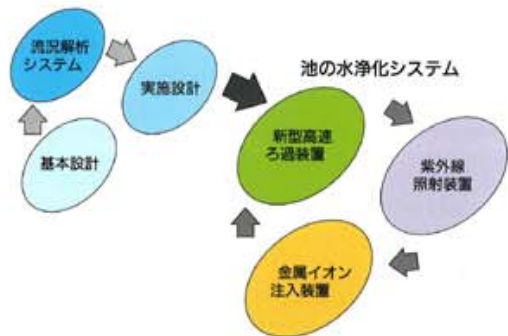 流況解析
システム
実施設計
基本設計
池の水浄化システム
新型高速
ろ過装置
紫外線
照射装置
金属イオン
注入装置